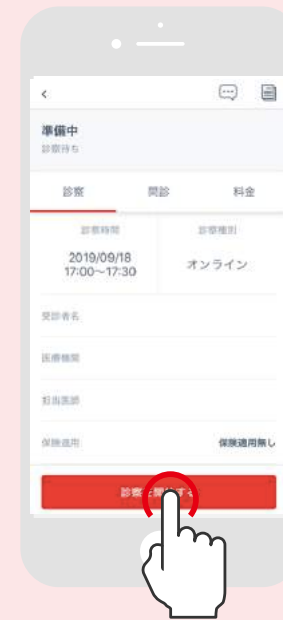 準備中
診察待ち
診察 問診 料金
診察時間 診察種別
2019/09/18
17:00～17:30
オンライン
受診者名
医療機関
担当医師
保険適用 保険適用無し